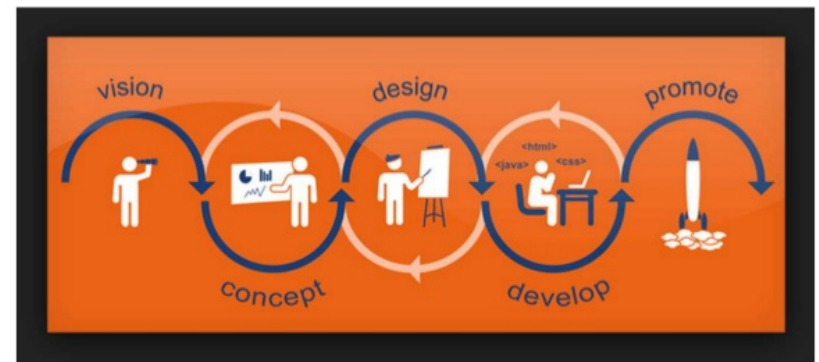 vision
concept
design
develop
promote
<html>
<java>
<css>